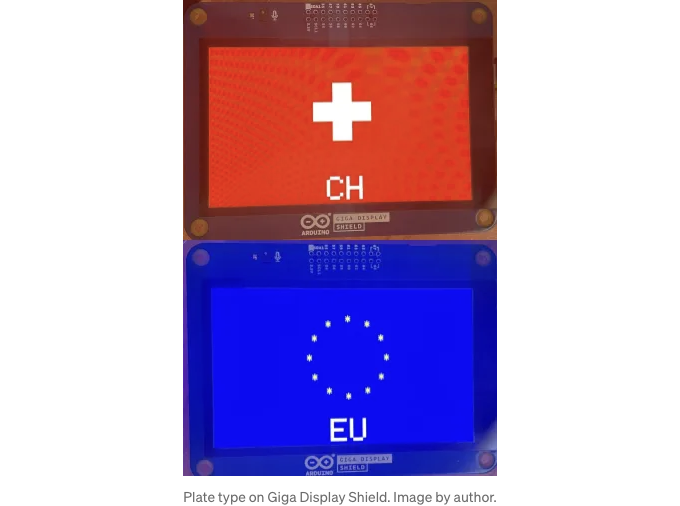 CH
ARDUINO
GIGA DISPLAY
SHIELD
EU
ARDUINO
GIGA DISPLAY
SHIELD
Plate type on Giga Display Shield. Image by author.